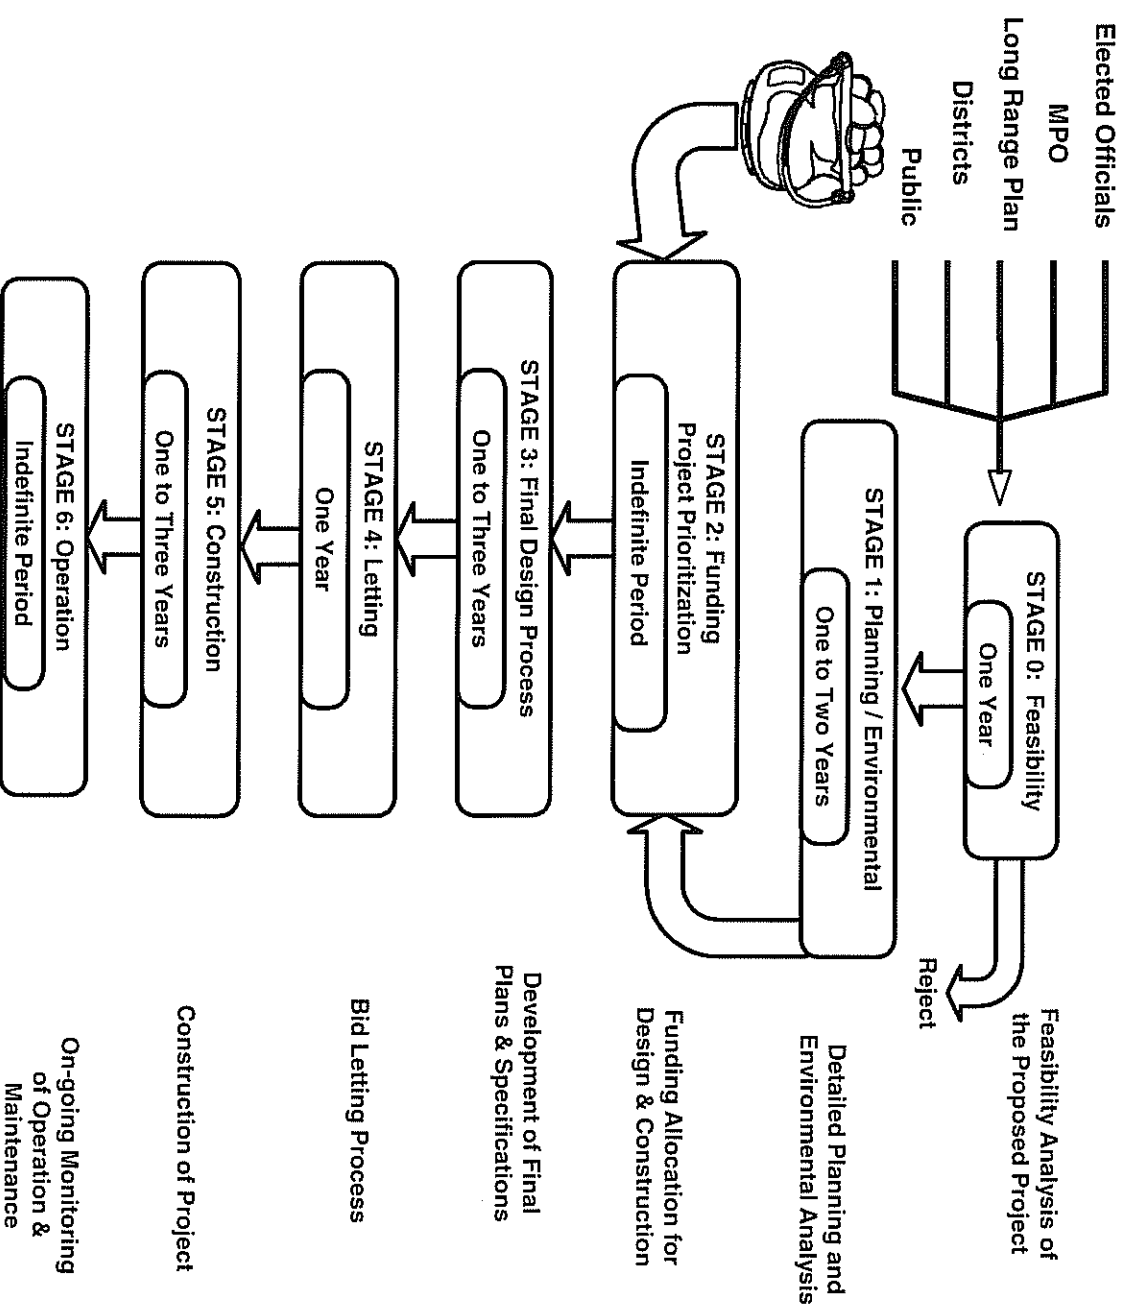 Elected Officials
MPO
Long Range Plan
Districts
Public
STAGE 0: Feasibility
One Year
Reject
Feasibility Analysis of
the Proposed Project
STAGE 1: Planning / Environmental
One to Two Years
Detailed Planning and
Environmental Analysis
STAGE 2: Funding
Project Prioritization
Indefinite Period
Funding Allocation for
Design & Construction
STAGE 3: Final Design Process
One to Three Years
Development of Final
Plans & Specifications
STAGE 4: Letting
One Year
Bid Letting Process
STAGE 5: Construction
One to Three Years
Construction of Project
STAGE 6: Operation
Indefinite Period
On-going Monitoring
of Operation &
Maintenance